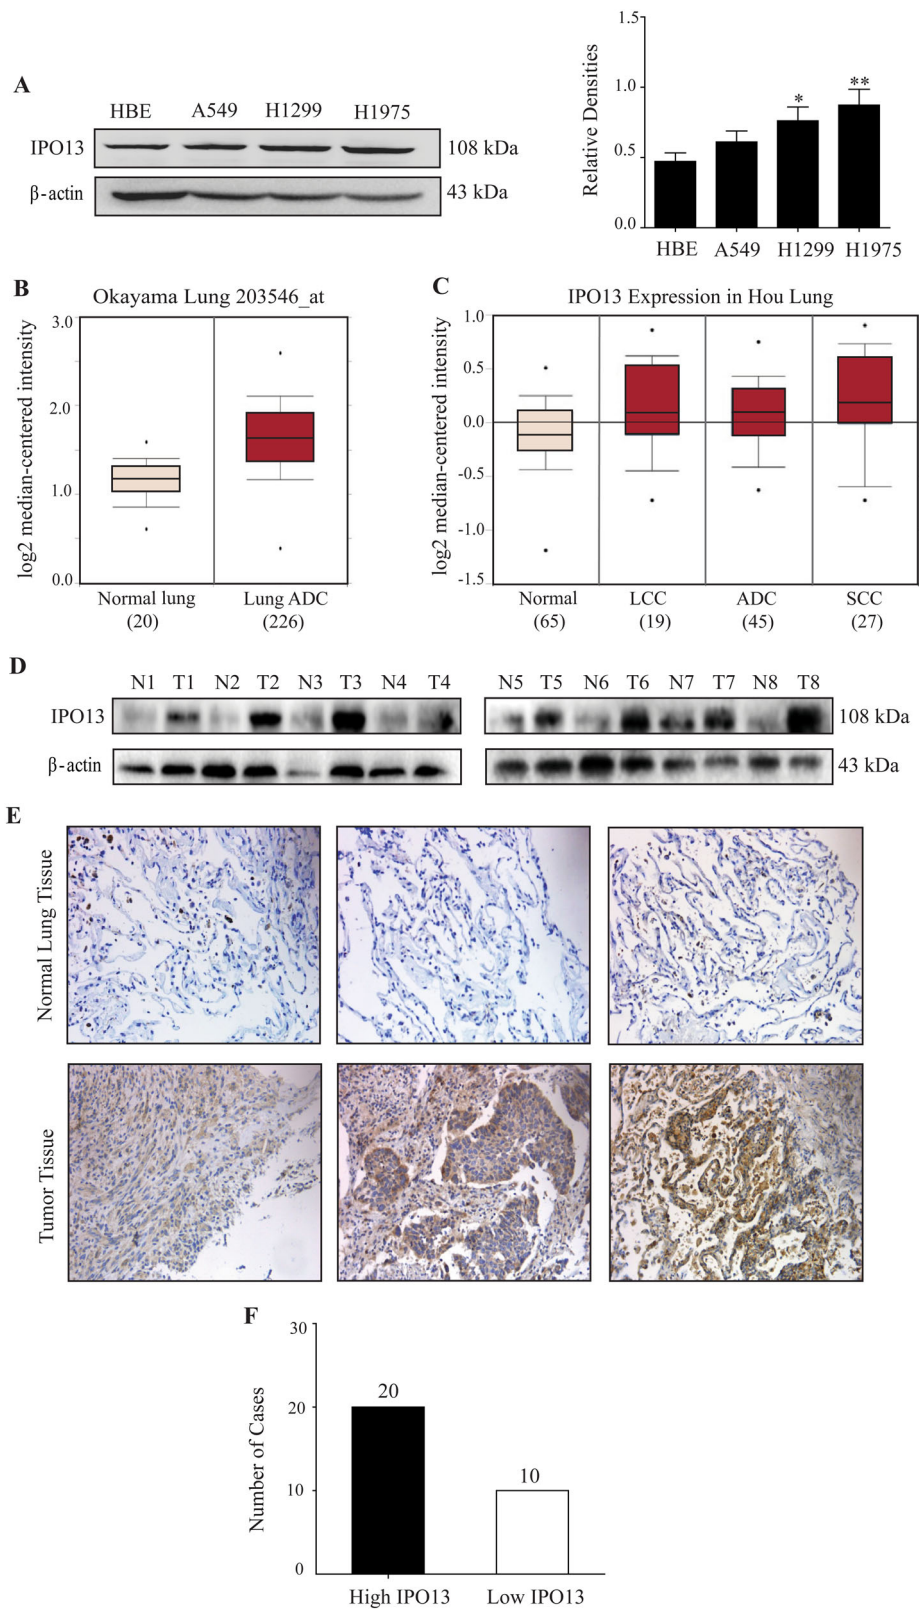 A
HBE A549 H1299 H1975
IPO13 108 kDa
β-actin 43 kDa
Relative Densities
1.5
1.0
0.5
0.0
* **
HBE A549 H1299 H1975
B
Okayama Lung 203546_at
log2 median-centered intensity
3.0
2.0
1.0
0.0
Normal lung Lung ADC
(20) (226)
C
IPO13 Expression in Hou Lung
log2 median-centered intensity
1.0
0.5
0.0
-0.5
-1.0
-1.5
Normal LCC ADC SCC
(65) (19) (45) (27)
D
N1 T1 N2 T2 N3 T3 N4 T4 N5 T5 N6 T6 N7 T7 N8 T8
IPO13 108 kDa
β-actin 43 kDa
E
Normal Lung Tissue
Tumor Tissue
F
Number of Cases
30
20
10
0
20
10
High IPO13 Low IPO13